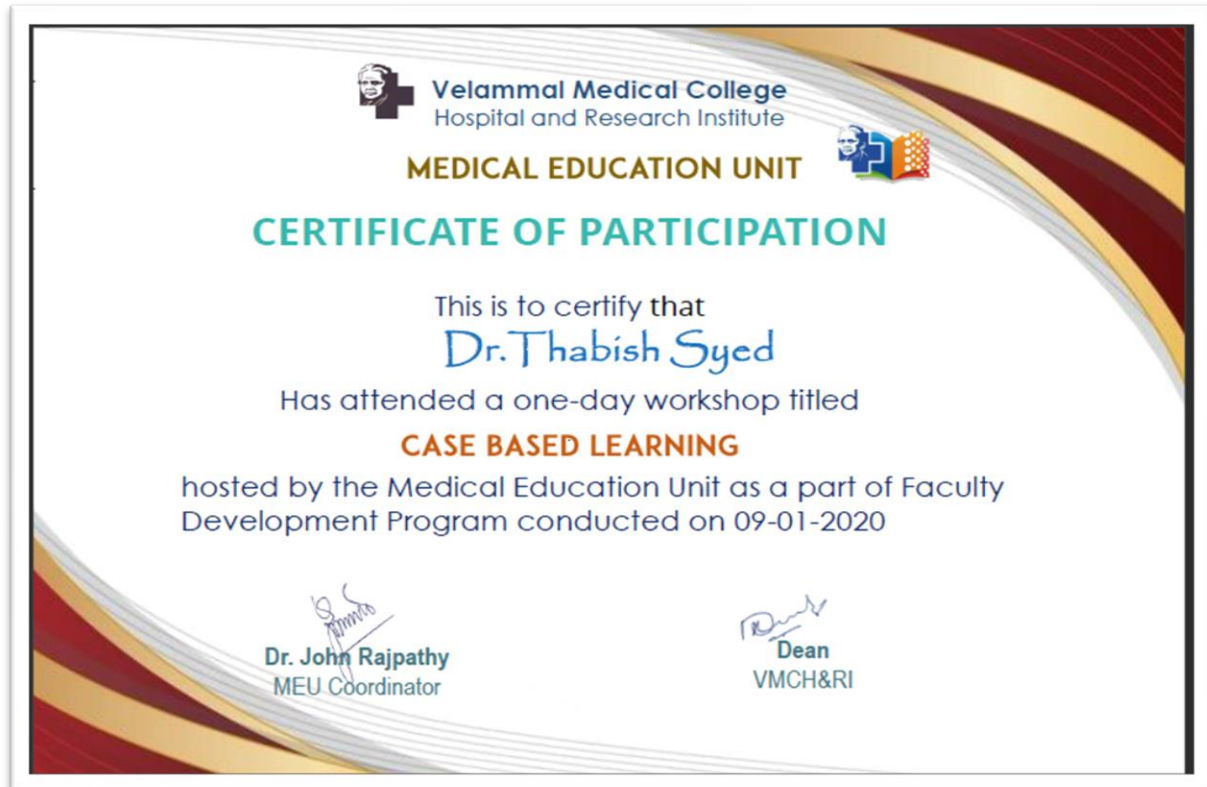 Velammal Medical College
Hospital and Research Institute
MEDICAL EDUCATION UNIT
CERTIFICATE OF PARTICIPATION
This is to certify that
Dr.Thabish Syed
Has attended a one-day workshop titled
CASE BASED LEARNING
hosted by the Medical Education Unit as a part of Faculty
Development Program conducted on 09-01-2020
Dr. John Rajpathy
MEU Coordinator
Dean
VMCH&RI